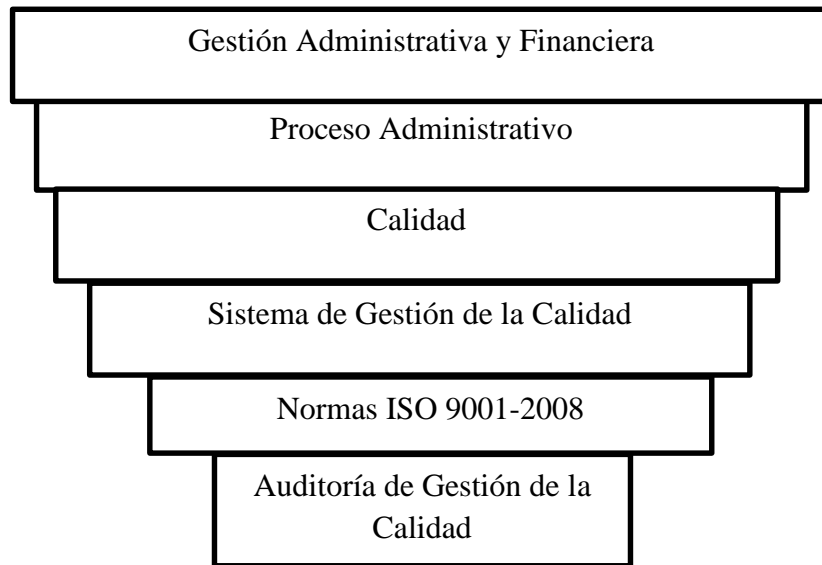 Gestión Administrativa y Financiera
Proceso Administrativo
Calidad
Sistema de Gestión de la Calidad
Normas ISO 9001-2008
Auditoría de Gestión de la
Calidad